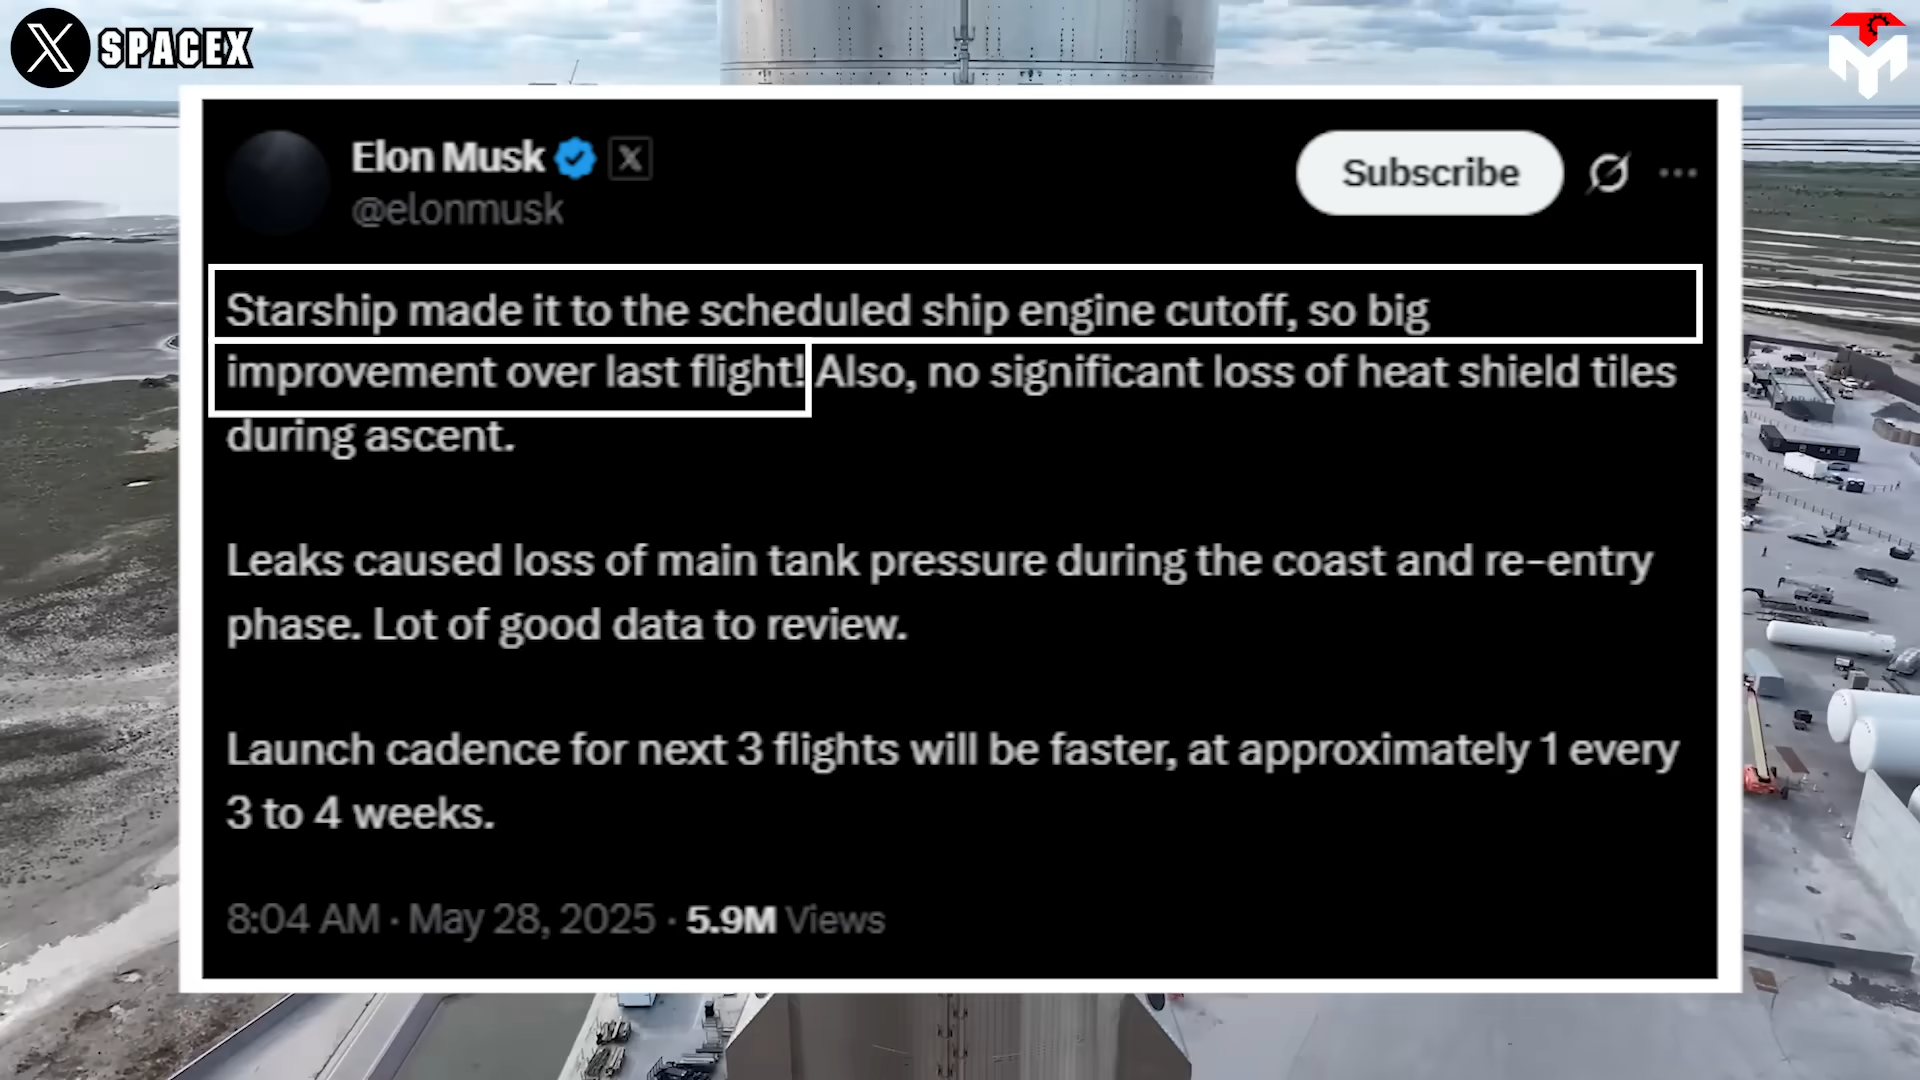 X SPACEX
Elon Musk
@elonmusk
Subscribe
Starship made it to the scheduled ship engine cutoff, so big
improvement over last flight! Also, no significant loss of heat shield tiles
during ascent.
Leaks caused loss of main tank pressure during the coast and re-entry
phase. Lot of good data to review.
Launch cadence for next 3 flights will be faster, at approximately 1 every
3 to 4 weeks.
8:04 AM · May 28, 2025 · 5.9M Views